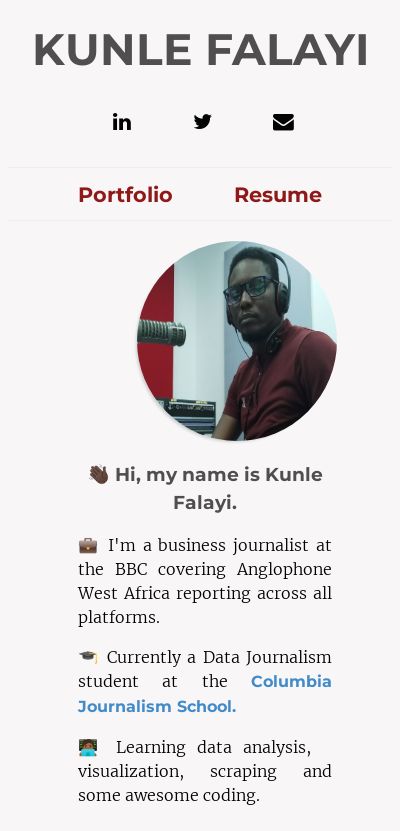 KUNLE FALAYI
in
Portfolio Resume
👋🏿 Hi, my name is Kunle
Falayi.
💼 I'm a business journalist at
the BBC covering Anglophone
West Africa reporting across all
platforms.
🎓 Currently a Data Journalism
student at the Columbia
Journalism School.
🧑🏾‍💻 Learning data analysis,
visualization, scraping and
some awesome coding.